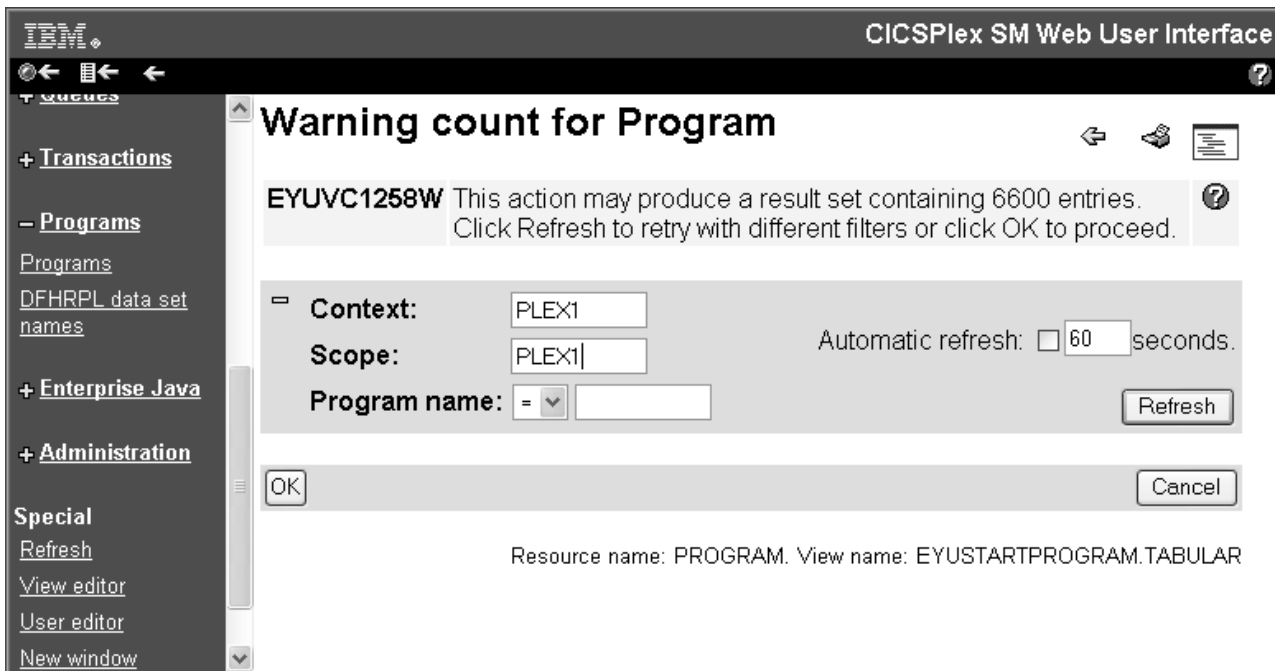 IBM
CICSPlex SM Web User Interface
+ Queues
+ Transactions
– Programs
Programs
DFHRPL data set
names
+ Enterprise Java
+ Administration
Special
Refresh
View editor
User editor
New window
Warning count for Program
EYUVC1258W This action may produce a result set containing 6600 entries.
Click Refresh to retry with different filters or click OK to proceed.
Context: PLEX1
Scope: PLEX1
Automatic refresh: 60 seconds.
Program name: =
Refresh
OK
Cancel
Resource name: PROGRAM. View name: EYUSTARTPROGRAM.TABULAR